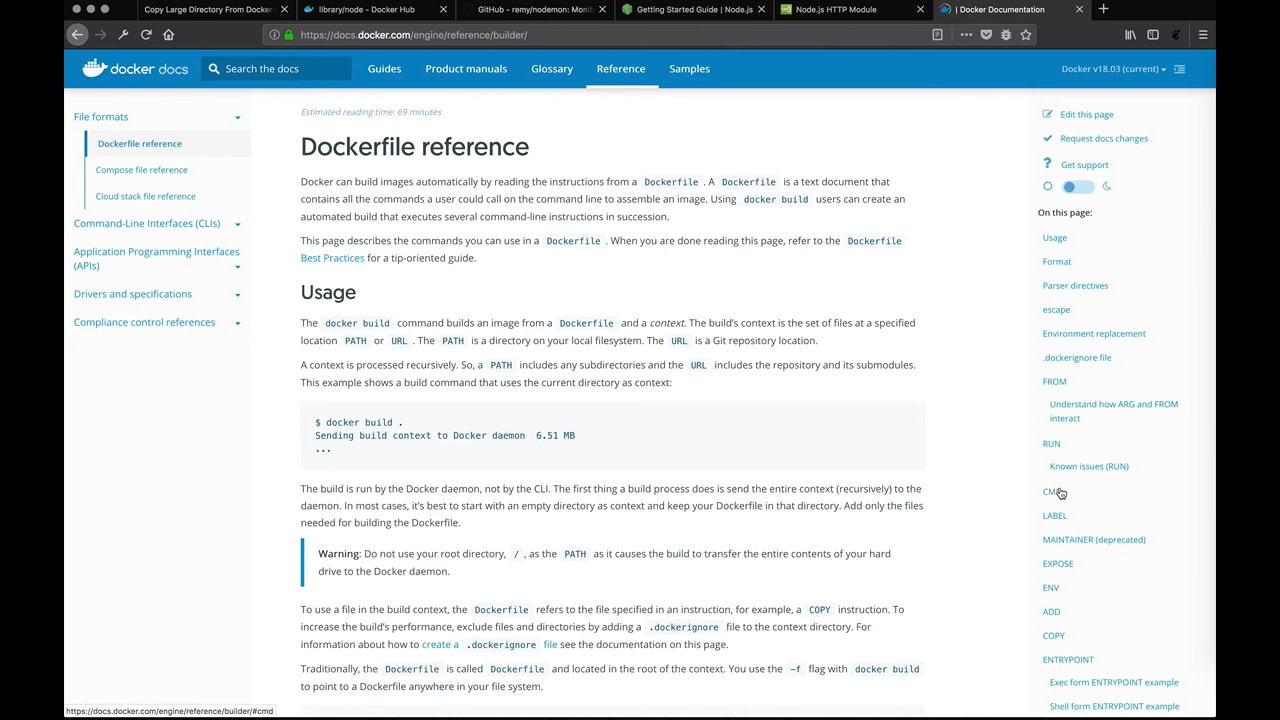 Copy Large Directory From Docker
library/node - Docker Hub
GitHub - remy/nodemon: Moni
Getting Started Guide | Node.js
Node.js HTTP Module
| Docker Documentation
https://docs.docker.com/engine/reference/builder/
docker docs
Search the docs
Guides
Product manuals
Glossary
Reference
Samples
Docker v18.03 (current)
File formats
Dockerfile reference
Compose file reference
Cloud stack file reference
Command-Line Interfaces (CLIs)
Application Programming Interfaces
(APIs)
Drivers and specifications
Compliance control references
Estimated reading time: 69 minutes
Dockerfile reference
Docker can build images automatically by reading the instructions from a Dockerfile. A Dockerfile is a text document that
contains all the commands a user could call on the command line to assemble an image. Using docker build users can create an
automated build that executes several command-line instructions in succession.
This page describes the commands you can use in a Dockerfile. When you are done reading this page, refer to the Dockerfile
Best Practices for a tip-oriented guide.
Usage
The docker build command builds an image from a Dockerfile and a context. The build's context is the set of files at a specified
location PATH or URL. The PATH is a directory on your local filesystem. The URL is a Git repository location.
A context is processed recursively. So, a PATH includes any subdirectories and the URL includes the repository and its submodules.
This example shows a build command that uses the current directory as context:
$ docker build .
Sending build context to Docker daemon 6.51 MB
...
The build is run by the Docker daemon, not by the CLI. The first thing a build process does is send the entire context (recursively) to the
daemon. In most cases, it's best to start with an empty directory as context and keep your Dockerfile in that directory. Add only the files
needed for building the Dockerfile.
Warning: Do not use your root directory, /, as the PATH as it causes the build to transfer the entire contents of your hard
drive to the Docker daemon.
To use a file in the build context, the Dockerfile refers to the file specified in an instruction, for example, a COPY instruction. To
increase the build's performance, exclude files and directories by adding a .dockerignore file to the context directory. For
information about how to create a .dockerignore file see the documentation on this page.
Traditionally, the Dockerfile is called Dockerfile and located in the root of the context. You use the -f flag with docker build
to point to a Dockerfile anywhere in your file system.
Edit this page
Request docs changes
Get support
On this page:
Usage
Format
Parser directives
escape
Environment replacement
.dockerignore file
FROM
Understand how ARG and FROM
interact
RUN
Known issues (RUN)
CMD
LABEL
MAINTAINER (deprecated)
EXPOSE
ENV
ADD
COPY
ENTRYPOINT
Exec form ENTRYPOINT example
Shell form ENTRYPOINT example
https://docs.docker.com/engine/reference/builder/#cmd